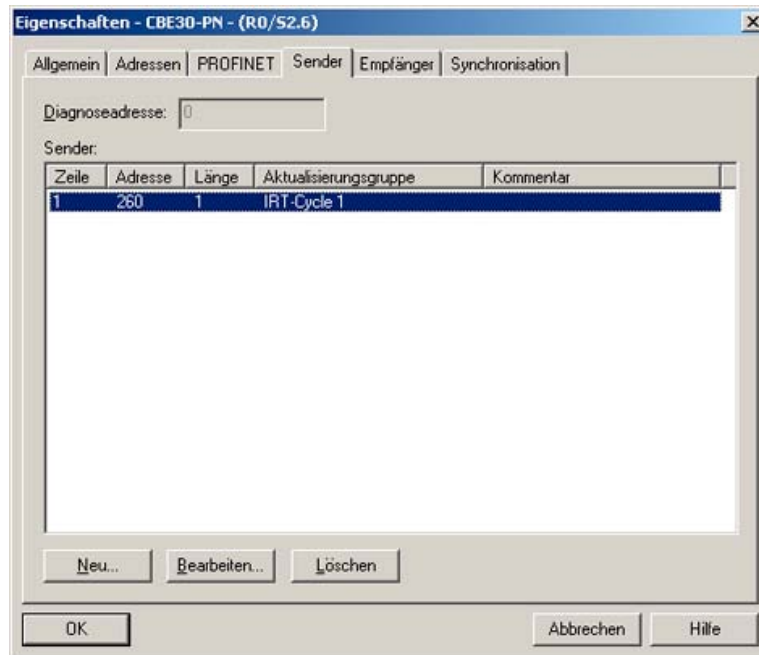 Eigenschaften - CBE30-PN - (R0/S2.6)
Allgemein Adressen PROFINET Sender Empfänger Synchronisation
Diagnoseadresse: 0
Sender:
Zeile Adresse Länge Aktualisierungsgruppe Kommentar
1 260 1 IRT-Cycle 1
Neu... Bearbeiten... Löschen
OK Abbrechen Hilfe